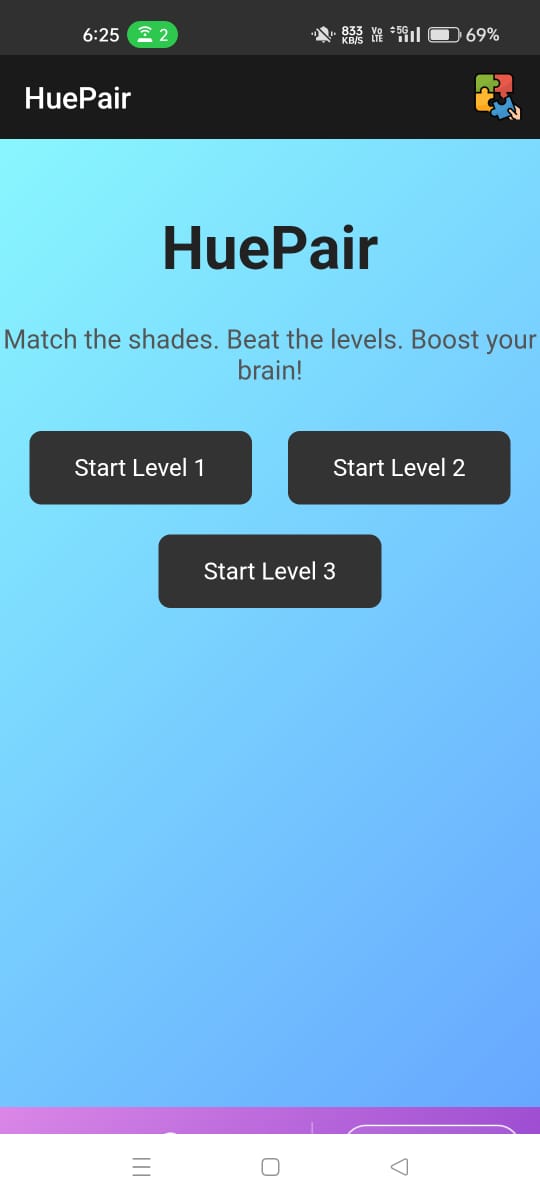 6:25 2 833 KB/S Vo LTE 5G 69%
HuePair
HuePair
Match the shades. Beat the levels. Boost your
brain!
Start Level 1 Start Level 2
Start Level 3